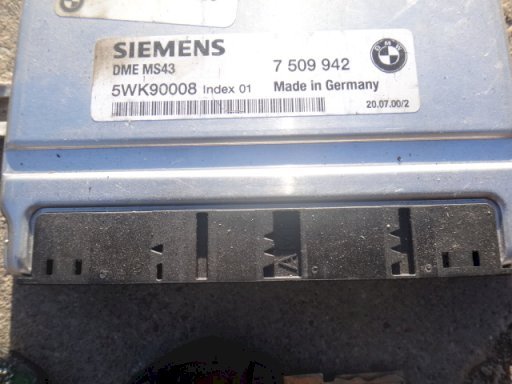 SIEMENS
DME MS43
7 509 942
5WK90008 Index 01
Made in Germany
20.07.00/2